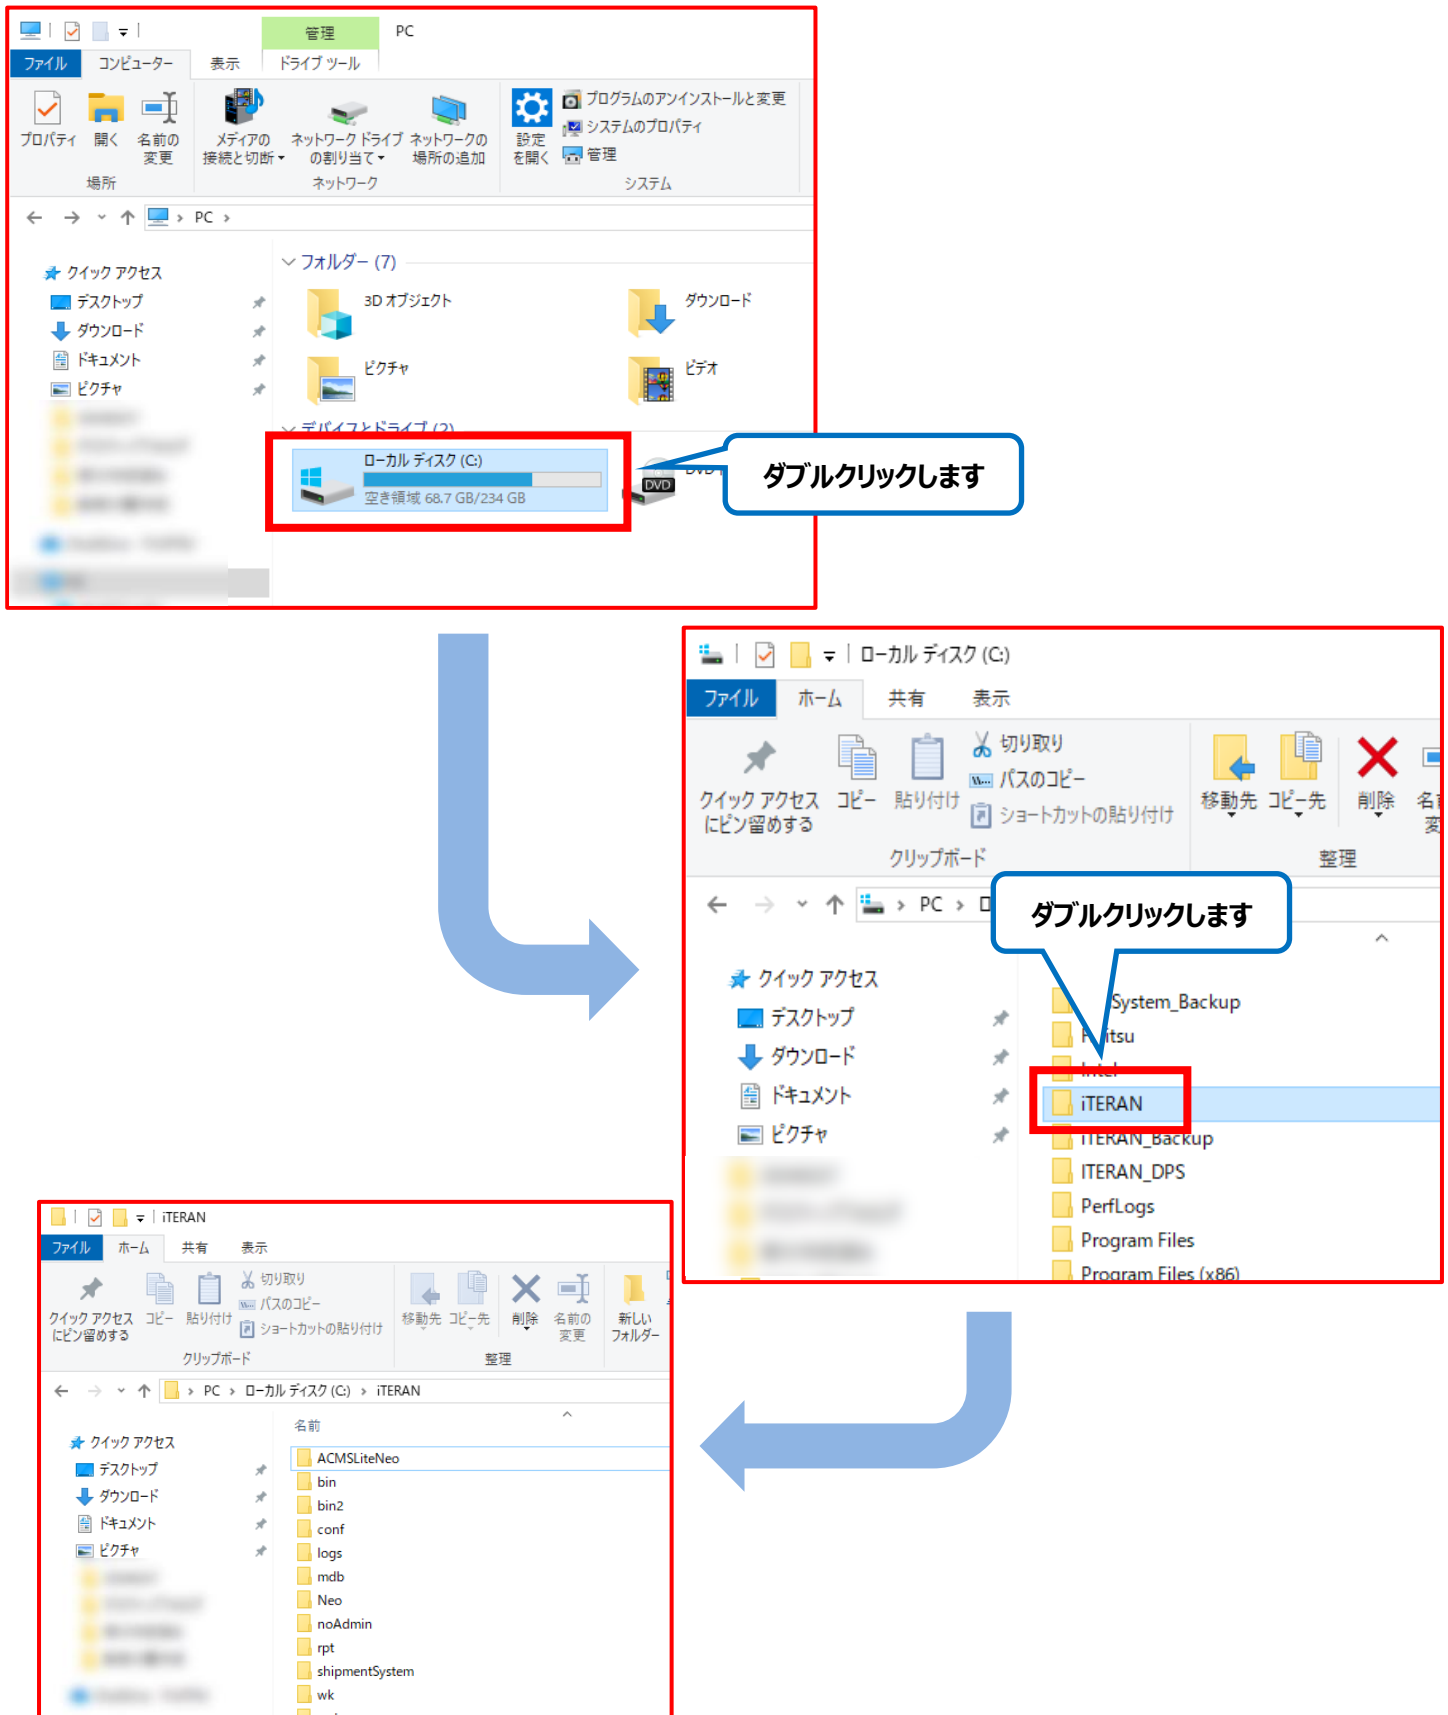 管理
PC
ファイル
コンピューター
表示
ドライブ ツール
プロパティ
開く
名前の
変更
メディアの
接続と切断
ネットワーク ドライブ
の割り当て
ネットワークの
場所の追加
設定
を開く
プログラムのアンインストールと変更
システムのプロパティ
管理
場所
ネットワーク
システム
PC
クイック アクセス
デスクトップ
ダウンロード
ドキュメント
ピクチャ
フォルダー (7)
3D オブジェクト
ダウンロード
ピクチャ
ビデオ
デバイスとドライブ (2)
ローカル ディスク (C:)
空き領域 68.7 GB/234 GB
DVD
ダブルクリックします
ローカル ディスク (C:)
ファイル
ホーム
共有
表示
クイック アクセス
にピン留めする
コピー
貼り付け
切り取り
パスのコピー
ショートカットの貼り付け
移動先
コピー先
削除
クリップボード
整理
PC
ダブルクリックします
クイック アクセス
デスクトップ
ダウンロード
ドキュメント
ピクチャ
System_Backup
Intel
iTERAN
iTERAN_Backup
ITERAN_DPS
PerfLogs
Program Files
Program Files (x86)
iTERAN
ファイル
ホーム
共有
表示
クイック アクセス
にピン留めする
コピー
貼り付け
切り取り
パスのコピー
ショートカットの貼り付け
移動先
コピー先
削除
名前の
変更
新しい
フォルダー
クリップボード
整理
PC
ローカル ディスク (C:)
iTERAN
クイック アクセス
デスクトップ
ダウンロード
ドキュメント
ピクチャ
名前
ACMSLiteNeo
bin
bin2
conf
logs
mdb
Neo
noAdmin
rpt
shipmentSystem
wk